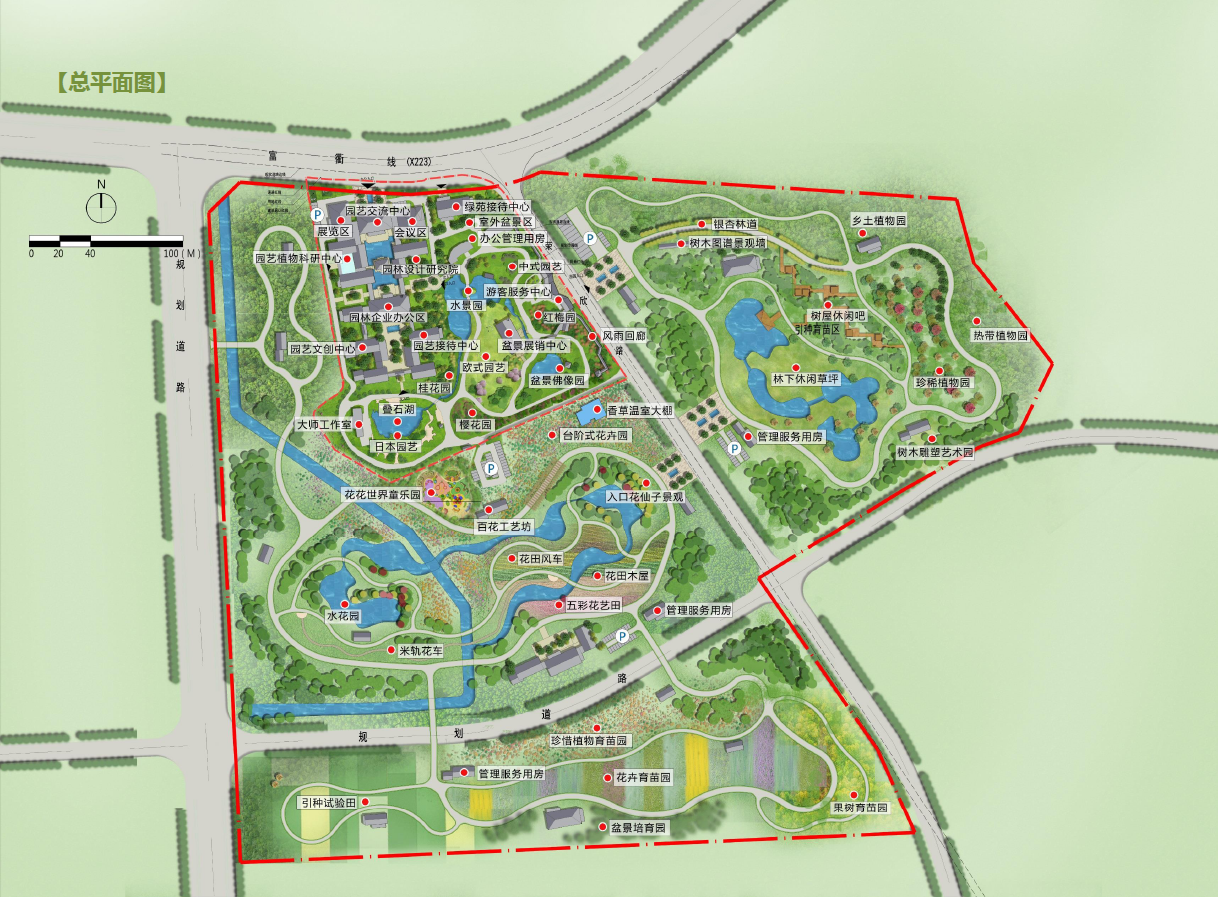 【总平面图】
富 衢 线 (X223)
N
0 20 40 100 ( M )
规划道路
P
园艺交流中心
绿苑接待中心
展览区
会议区
室外盆景区
办公管理用房
园艺植物科研中心
园林设计研究院
中式园艺
游客服务中心
水景园
园林企业办公区
红梅园
园艺文创中心
园艺接待中心
盆景展销中心
风雨回廊
欧式园艺
盆景佛像园
桂花园
叠石湖
大师工作室
樱花园
日本园艺
荣欣路
P
银杏林道
乡土植物园
树木图谱景观墙
树屋休闲吧
引种育苗区
热带植物园
林下休闲草坪
珍稀植物园
管理服务用房
P
树木雕塑艺术园
香草温室大棚
台阶式花卉园
P
花花世界童乐园
入口花仙子景观
百花工艺坊
花田风车
花田木屋
五彩花艺田
水花园
管理服务用房
P
米轨花车
规划道路
珍惜植物育苗园
管理服务用房
花卉育苗园
引种试验田
果树育苗园
盆景培育园